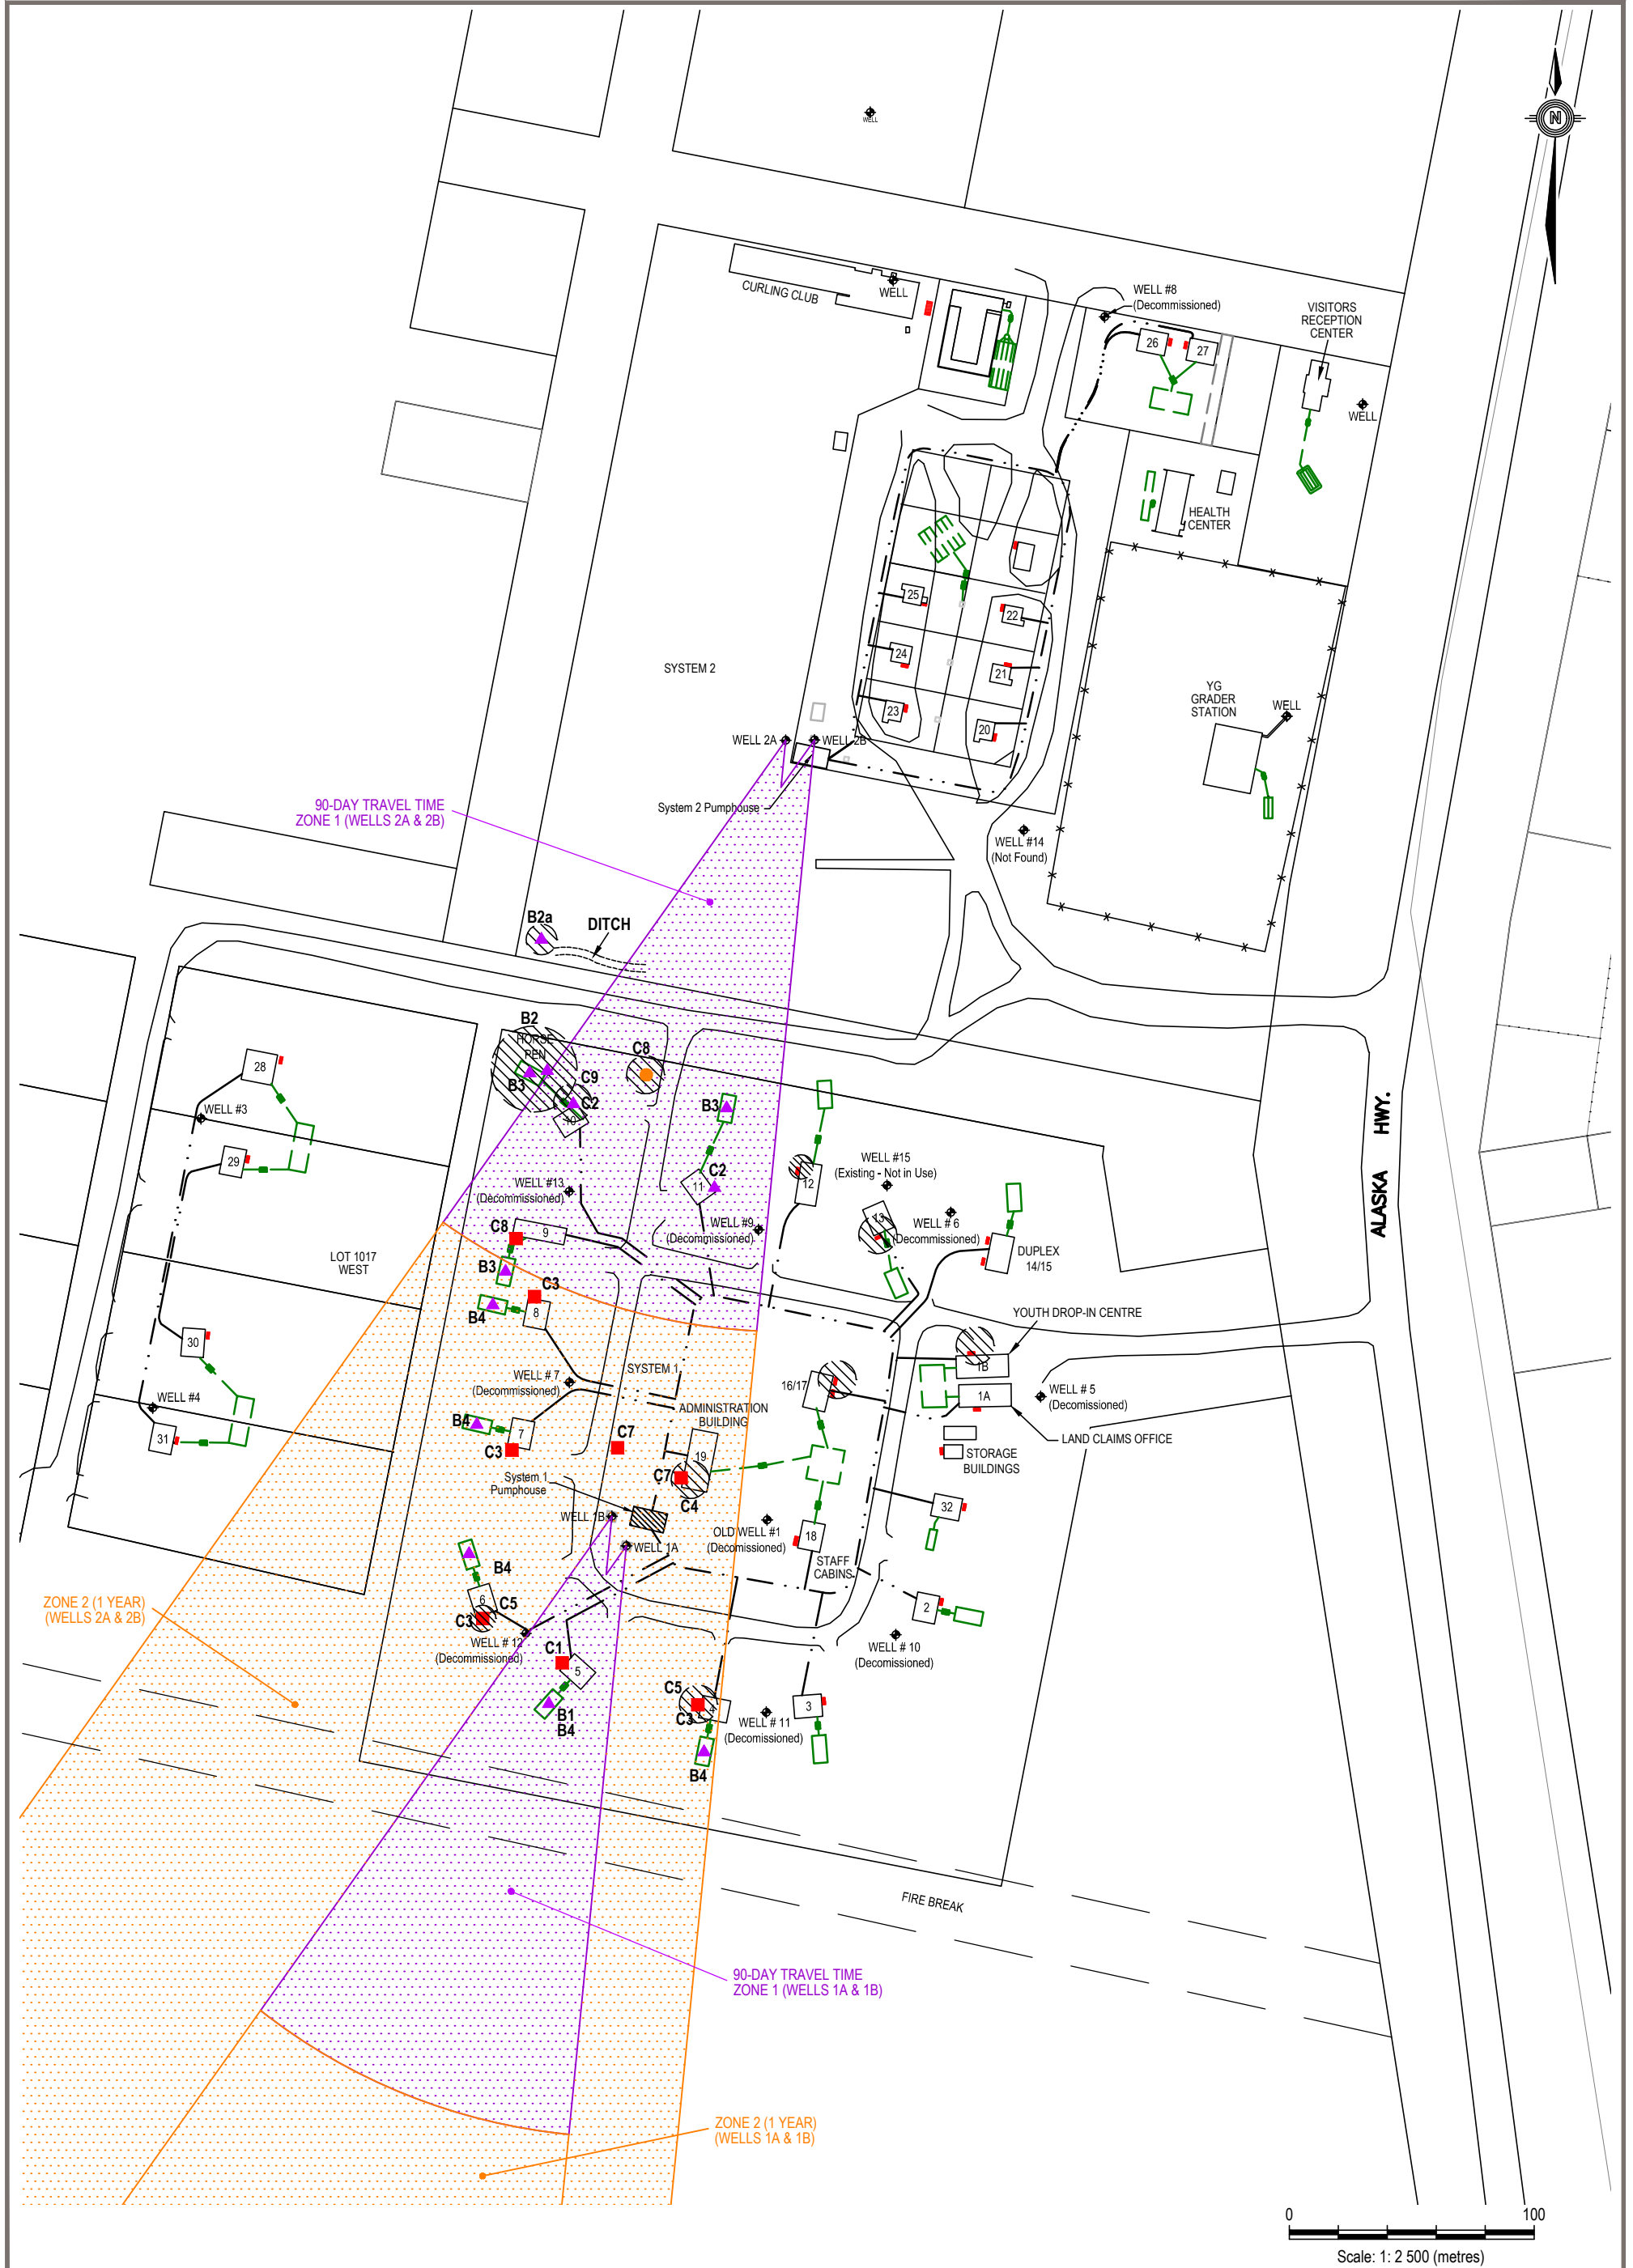 WELL
N
CURLING CLUB
WELL
WELL #8
(Decommissioned)
VISITORS
RECEPTION
CENTER
26
27
WELL
HEALTH
CENTER
25
22
24
21
23
20
SYSTEM 2
YG
GRADER
STATION
WELL
WELL 2A
WELL 2B
System 2 Pumphouse
90-DAY TRAVEL TIME
ZONE 1 (WELLS 2A & 2B)
WELL #14
(Not Found)
B2a
DITCH
B2
HORSE
PEN
B3
C9
C2
10
C8
28
WELL #3
29
B3
C2
11
12
WELL #15
(Existing - Not in Use)
WELL #13
(Decommissioned)
WELL #9
(Decommissioned)
13
WELL # 6
(Decommissioned)
DUPLEX
14/15
ALASKA HWY.
C8
9
B3
C3
B4
8
LOT 1017
WEST
YOUTH DROP-IN CENTRE
30
WELL #4
31
WELL # 7
(Decommissioned)
SYSTEM 1
16/17
1B
1A
WELL # 5
(Decomissioned)
LAND CLAIMS OFFICE
STORAGE
BUILDINGS
ADMINISTRATION
BUILDING
B4
7
C3
C7
19
C7
C4
System 1
Pumphouse
WELL 1B
WELL 1A
OLD WELL #1
(Decomissioned)
18
STAFF
CABINS
32
2
B4
6
C5
C3
WELL # 12
(Decommissioned)
C1
5
B1
B4
WELL # 10
(Decomissioned)
C5
C3
4
B4
WELL # 11
(Decomissioned)
3
ZONE 2 (1 YEAR)
(WELLS 2A & 2B)
FIRE BREAK
90-DAY TRAVEL TIME
ZONE 1 (WELLS 1A & 1B)
ZONE 2 (1 YEAR)
(WELLS 1A & 1B)
0 100
Scale: 1: 2 500 (metres)